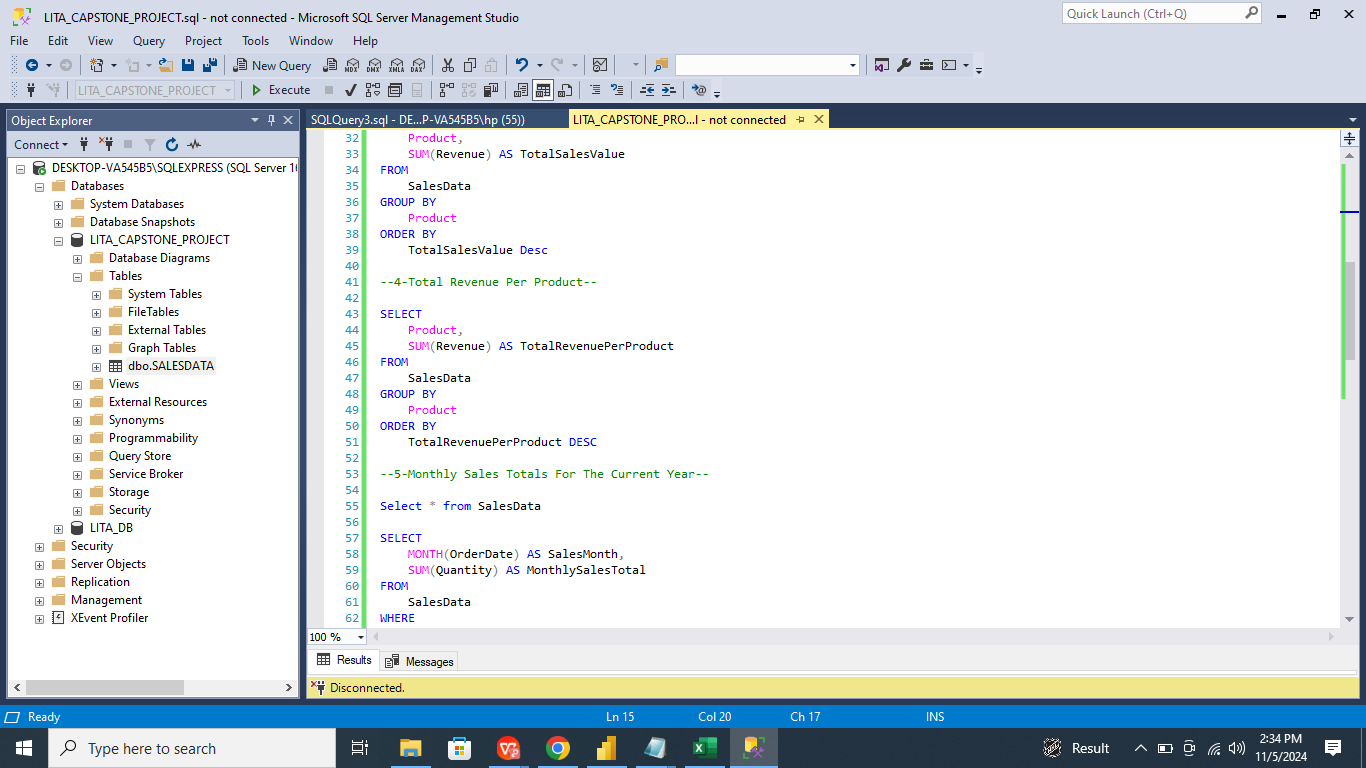 LITA_CAPSTONE_PROJECT.sql - not connected - Microsoft SQL Server Management Studio
Quick Launch (Ctrl+Q)
File Edit View Query Project Tools Window Help
New Query
MDX DMX XMLA DAX
LITA_CAPSTONE_PROJECT
Execute
Object Explorer
Connect
DESKTOP-VA545B5\SQLEXPRESS (SQL Server 16
Databases
System Databases
Database Snapshots
LITA_CAPSTONE_PROJECT
Database Diagrams
Tables
System Tables
FileTables
External Tables
Graph Tables
dbo.SALESDATA
Views
External Resources
Synonyms
Programmability
Query Store
Service Broker
Storage
Security
LITA_DB
Security
Server Objects
Replication
Management
XEvent Profiler
SQLQuery3.sql - DE...P-VA545B5\hp (55))
LITA_CAPSTONE_PRO...l - not connected
32 Product,
33 SUM(Revenue) AS TotalSalesValue
34 FROM
35 SalesData
36 GROUP BY
37 Product
38 ORDER BY
39 TotalSalesValue Desc
40
41 --4-Total Revenue Per Product--
42
43 SELECT
44 Product,
45 SUM(Revenue) AS TotalRevenuePerProduct
46 FROM
47 SalesData
48 GROUP BY
49 Product
50 ORDER BY
51 TotalRevenuePerProduct DESC
52
53 --5-Monthly Sales Totals For The Current Year--
54
55 Select * from SalesData
56
57 SELECT
58 MONTH(OrderDate) AS SalesMonth,
59 SUM(Quantity) AS MonthlySalesTotal
60 FROM
61 SalesData
62 WHERE
100 %
Results Messages
Disconnected.
Ready Ln 15 Col 20 Ch 17 INS
Type here to search
Result
2:34 PM
11/5/2024